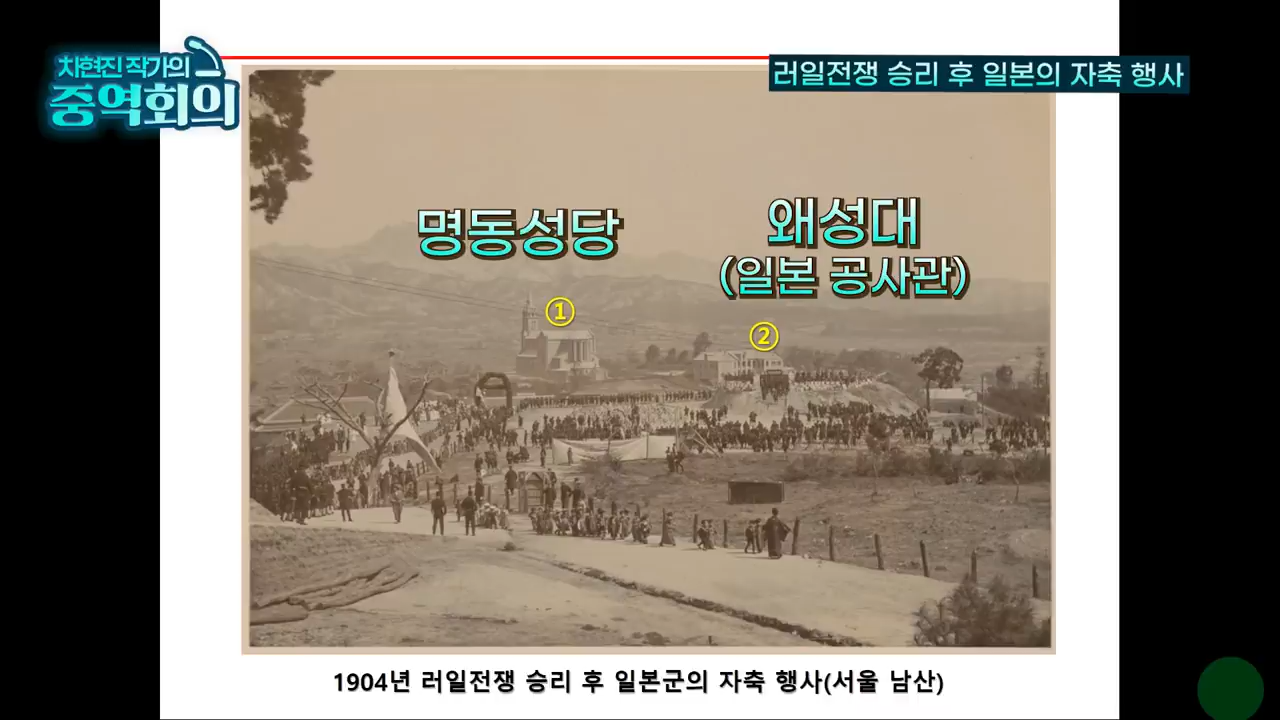 차현진 작가의
중역회의
러일전쟁 승리 후 일본의 자축 행사
명동성당
왜성대
(일본 공사관)
①
②
1904년 러일전쟁 승리 후 일본군의 자축 행사(서울 남산)